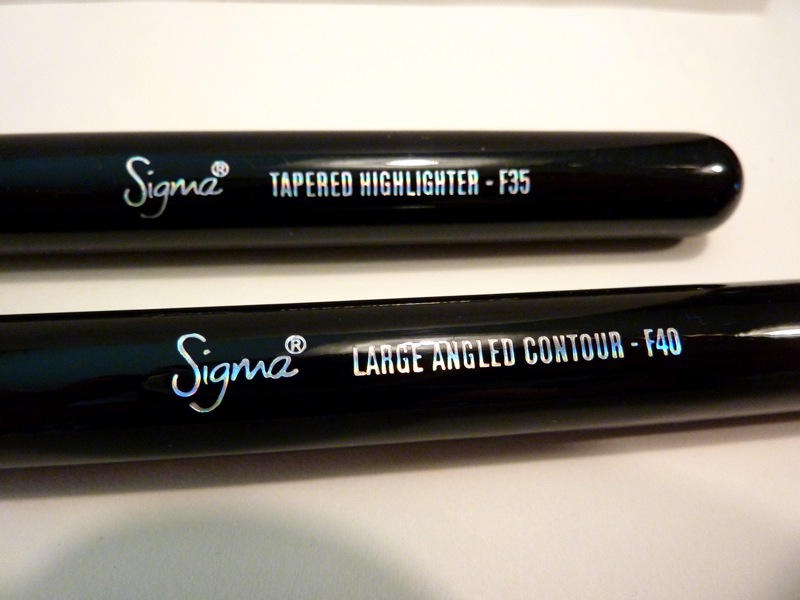 Sigma® TAPERED HIGHLIGHTER - F35
Sigma® LARGE ANGLED CONTOUR - F40